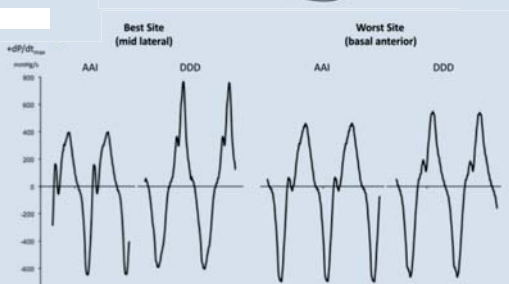 Best Site
(mid lateral)
Worst Site
(basal anterior)
+dP/dtmax
mmHg/s
AAI
DDD
AAI
DDD
800
600
400
200
0
-200
-400
-600